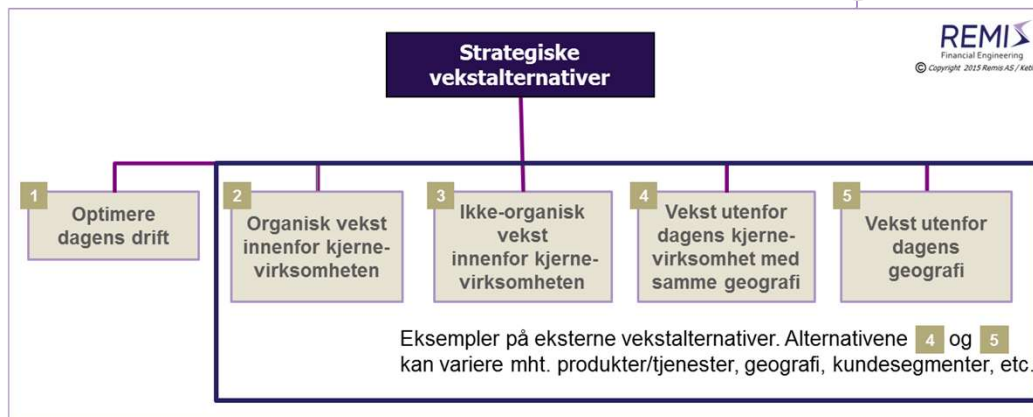 REMIS
Financial Engineering
© Copyright 2015 Remis AS /
Strategiske
vekstalternativer
1
Optimere
dagens drift
2
Organisk vekst
innenfor kjerne-
virksomheten
3
Ikke-organisk
vekst
innenfor kjerne-
virksomheten
4
Vekst utenfor
dagens kjerne-
virksomhet med
samme geografi
5
Vekst utenfor
dagens
geografi
Eksempler på eksterne vekstalternativer. Alternativene 4 og 5
kan variere mht. produkter/tjenester, geografi, kundesegmenter, etc.